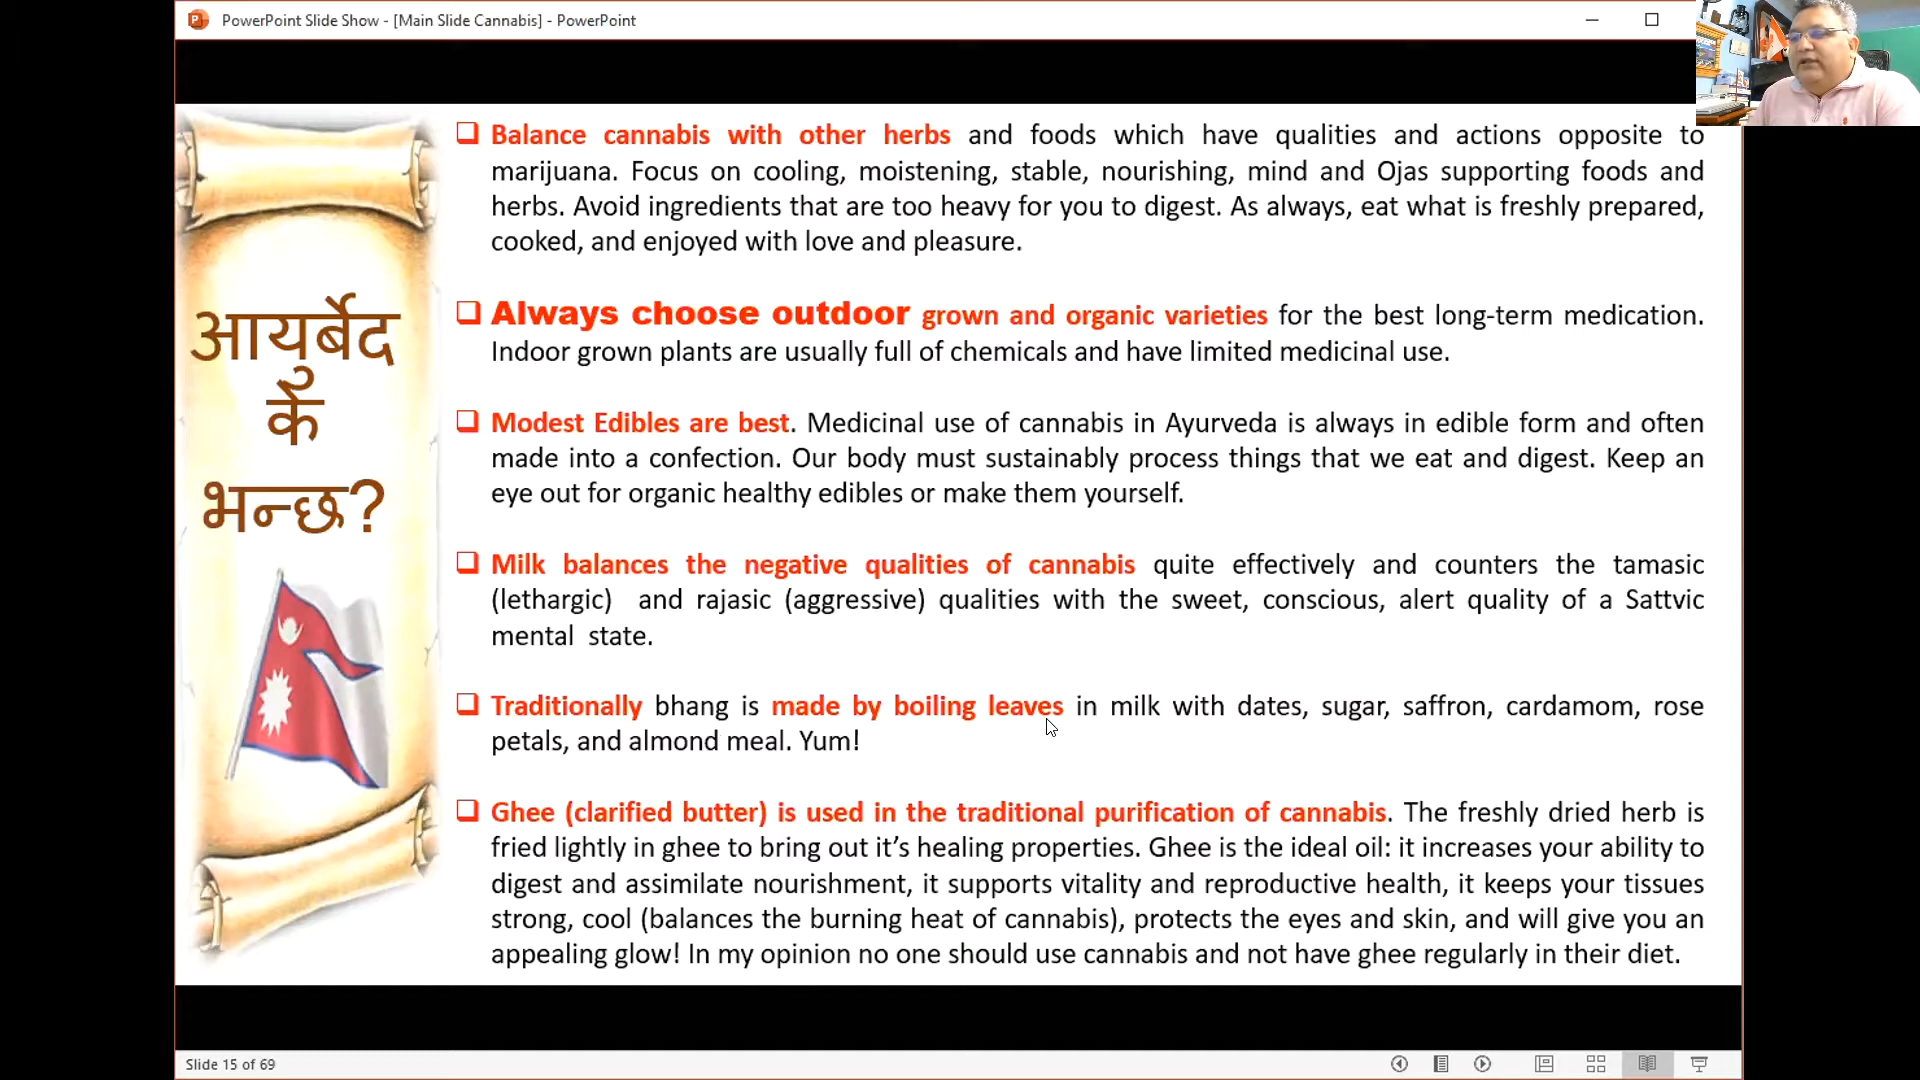 PowerPoint Slide Show - [Main Slide Cannabis] - PowerPoint
आयुर्बेद
के
भन्छ?
Balance cannabis with other herbs and foods which have qualities and actions opposite to
marijuana. Focus on cooling, moistening, stable, nourishing, mind and Ojas supporting foods and
herbs. Avoid ingredients that are too heavy for you to digest. As always, eat what is freshly prepared,
cooked, and enjoyed with love and pleasure.
Always choose outdoor grown and organic varieties for the best long-term medication.
Indoor grown plants are usually full of chemicals and have limited medicinal use.
Modest Edibles are best. Medicinal use of cannabis in Ayurveda is always in edible form and often
made into a confection. Our body must sustainably process things that we eat and digest. Keep an
eye out for organic healthy edibles or make them yourself.
Milk balances the negative qualities of cannabis quite effectively and counters the tamasic
(lethargic) and rajasic (aggressive) qualities with the sweet, conscious, alert quality of a Sattvic
mental state.
Traditionally bhang is made by boiling leaves in milk with dates, sugar, saffron, cardamom, rose
petals, and almond meal. Yum!
Ghee (clarified butter) is used in the traditional purification of cannabis. The freshly dried herb is
fried lightly in ghee to bring out it’s healing properties. Ghee is the ideal oil: it increases your ability to
digest and assimilate nourishment, it supports vitality and reproductive health, it keeps your tissues
strong, cool (balances the burning heat of cannabis), protects the eyes and skin, and will give you an
appealing glow! In my opinion no one should use cannabis and not have ghee regularly in their diet.
Slide 15 of 69